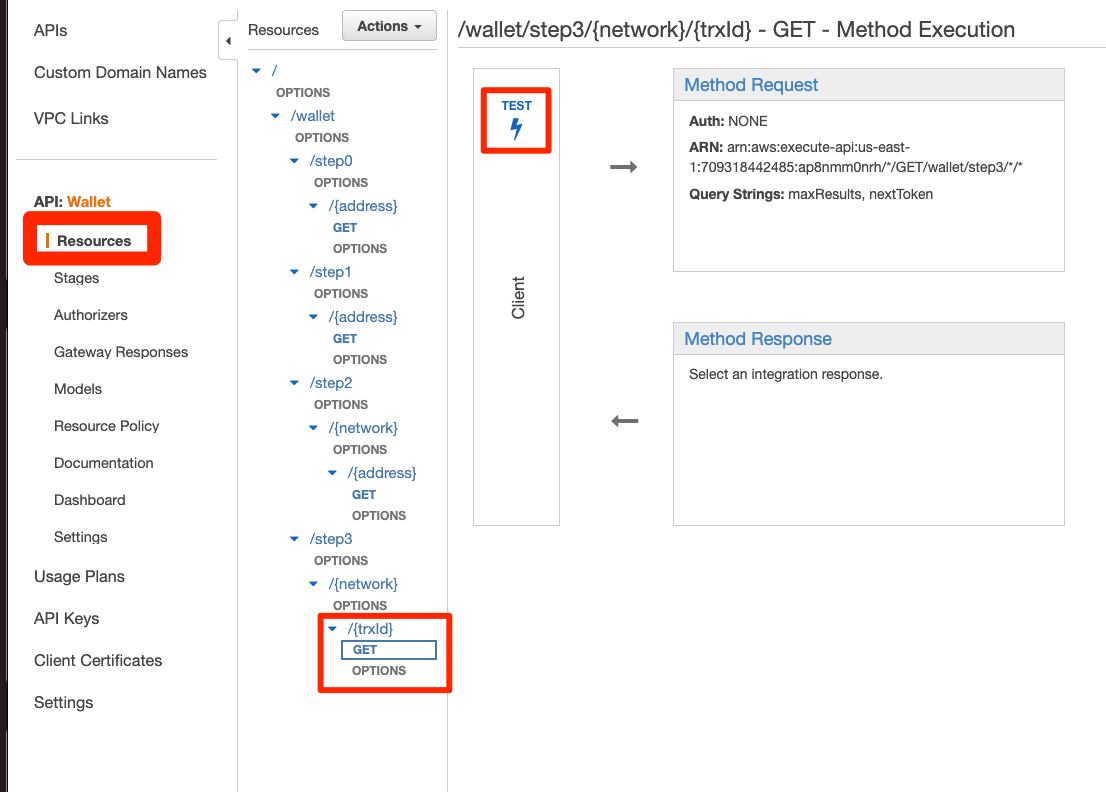 APIs
Custom Domain Names
VPC Links
API: Wallet
Resources
Stages
Authorizers
Gateway Responses
Models
Resource Policy
Documentation
Dashboard
Settings
Usage Plans
API Keys
Client Certificates
Settings
Resources
Actions
/
OPTIONS
/wallet
OPTIONS
/step0
OPTIONS
/{address}
GET
OPTIONS
/step1
OPTIONS
/{address}
GET
OPTIONS
/step2
OPTIONS
/{network}
OPTIONS
/{address}
GET
OPTIONS
/step3
OPTIONS
/{network}
OPTIONS
/{trxId}
GET
OPTIONS
/wallet/step3/{network}/{trxId} - GET - Method Execution
TEST
Client
Method Request
Auth: NONE
ARN: arn:aws:execute-api:us-east-
1:709318442485:ap8nmm0nrh/*/GET/wallet/step3/*/*
Query Strings: maxResults, nextToken
Method Response
Select an integration response.